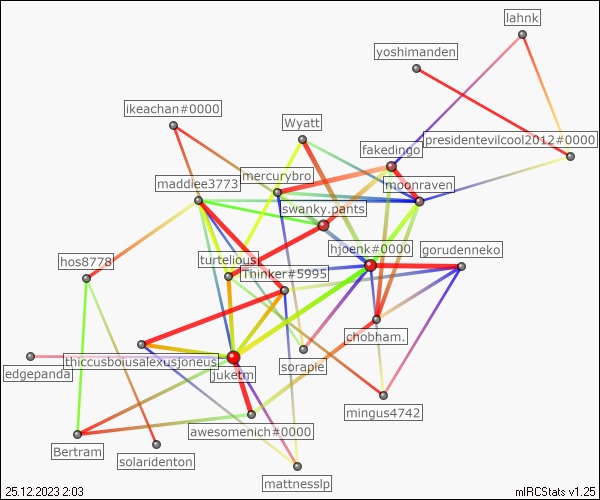 lahnk
yoshimanden
ikeachan#0000
Wyatt
presidentevilcool2012#0000
fakedingo
mercurybro
moonraven
maddiee3773
swanky.pants
hjoenk#0000
gorudenneko
turtelious
hos8778
Thinker#5995
chobham.
thiccusboiusalexusjoneus
sorapie
edgepanda
juketm
mingus4742
awesomenich#0000
Bertram
solaridenton
mattnesslp
25.12.2023 2:03
mIRCStats v1.25